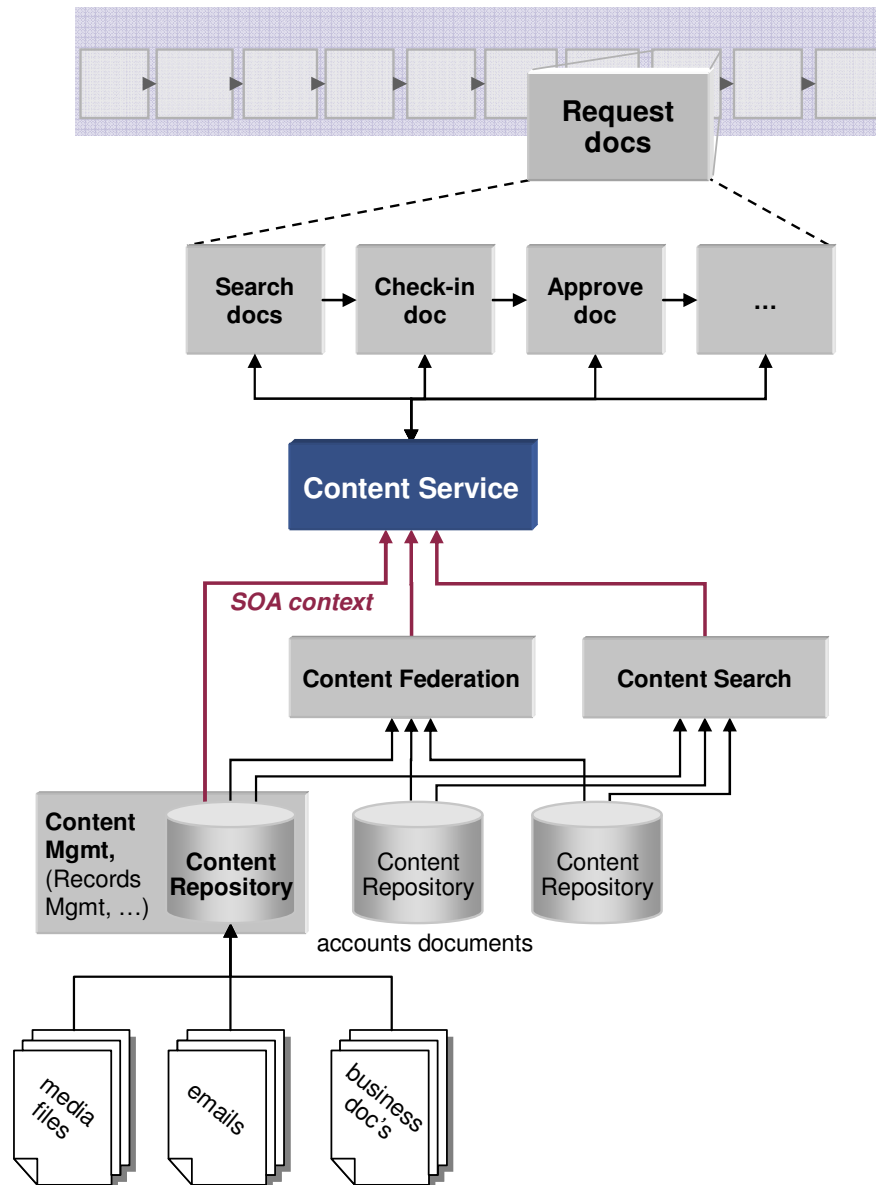 Request
docs
Search
docs
Check-in
doc
Approve
doc
...
Content Service
SOA context
Content Federation
Content Search
Content
Mgmt,
(Records
Mgmt, …)
Content
Repository
Content
Repository
Content
Repository
accounts documents
media
files
emails
business
doc's